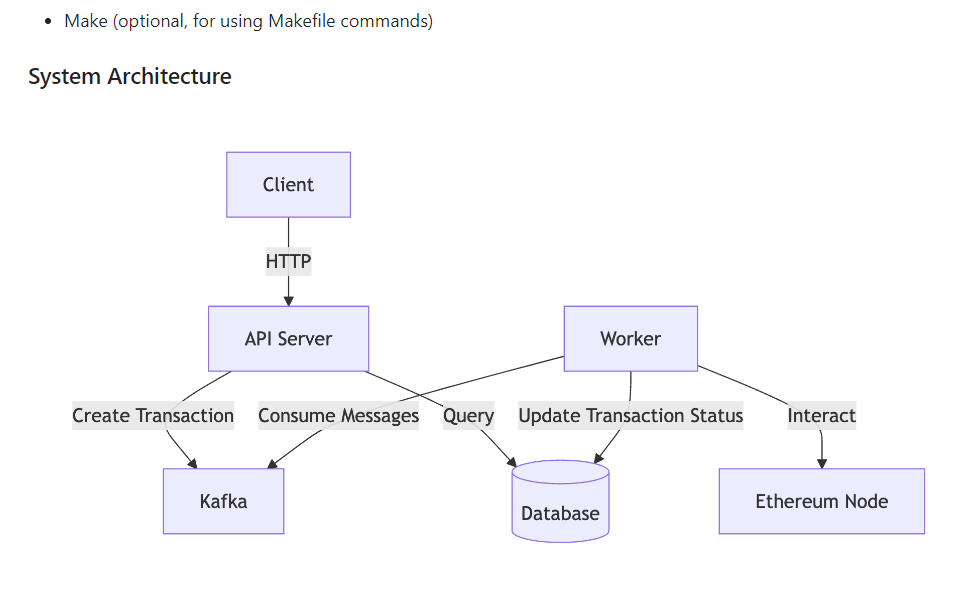 Make (optional, for using Makefile commands)
System Architecture
Client
HTTP
API Server
Worker
Create Transaction
Consume Messages
Query
Update Transaction Status
Interact
Kafka
Database
Ethereum Node